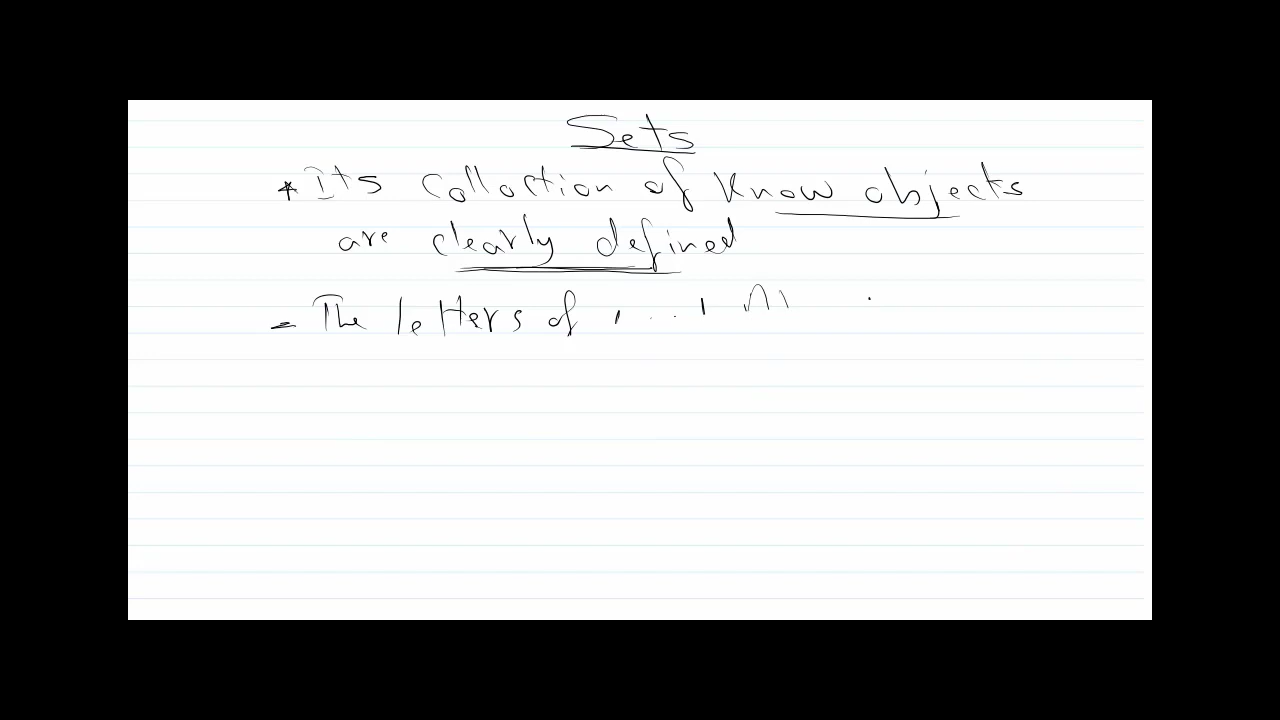 Sets
* Its collection of know objects
are clearly defined
- The letters of